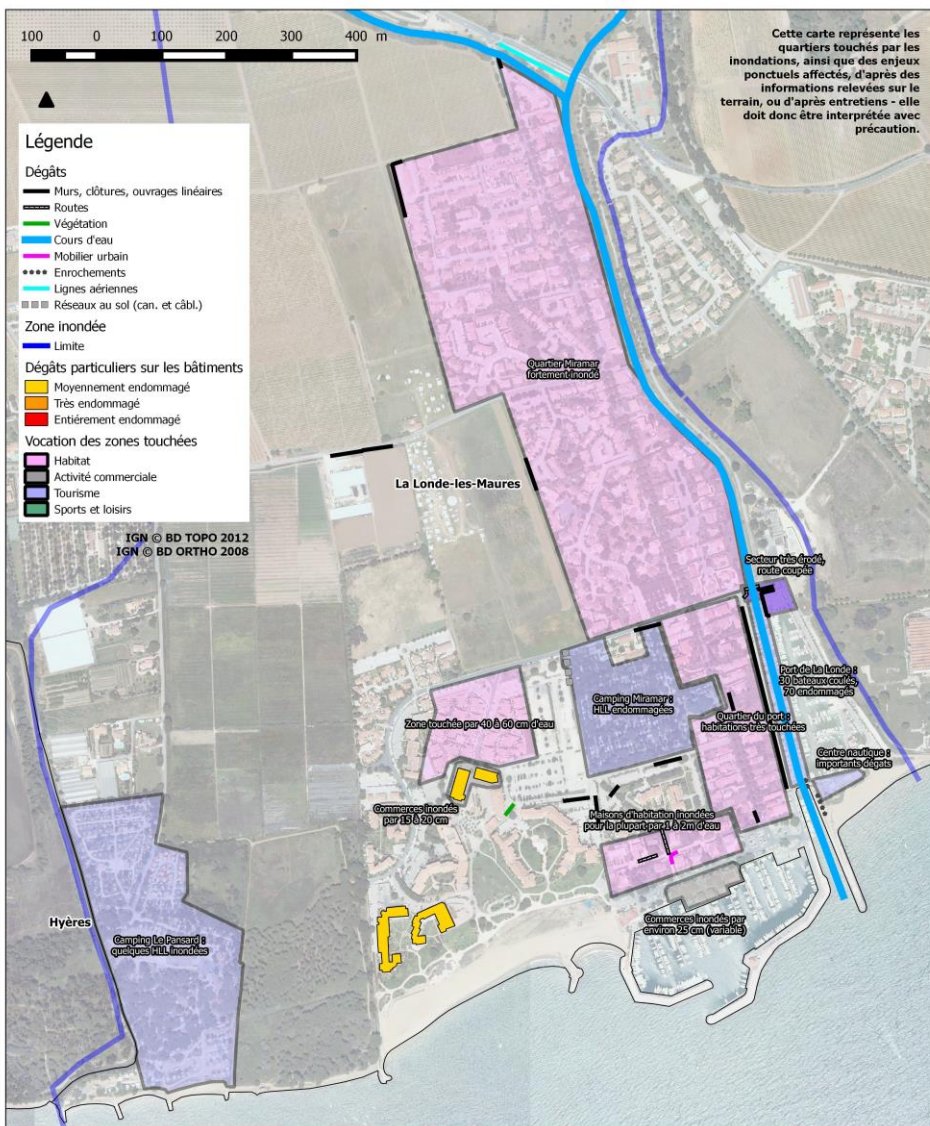 100 0 100 200 300 400 m
Cette carte représente les
quartiers touchés par les
inondations, ainsi que des enjeux
ponctuels affectés, d'après des
informations relevées sur le
terrain, ou d'après entretiens - elle
doit donc être interprétée avec
précaution.
Légende
Dégâts
Murs, clôtures, ouvrages linéaires
Routes
Végétation
Cours d'eau
Mobilier urbain
Enrochements
Lignes aériennes
Réseaux au sol (can. et câbl.)
Zone inondée
Limite
Dégâts particuliers sur les bâtiments
Moyennement endommagé
Très endommagé
Entiérement endommagé
Vocation des zones touchées
Habitat
Activité commerciale
Tourisme
Sports et loisirs
IGN © BD TOPO 2012
IGN © BD ORTHO 2008
Quartier Miramar
fortement inondé
La Londe-les-Maures
Secteur très érodé,
route coupée
Port de La Londe :
30 bateaux coulés,
70 endommagés
Camping Miramar :
HLL endommagées
Quartier du port :
habitations très touchées
Zone touchée par 40 à 60 cm d'eau
Centre nautique :
importants dégats
Commerces inondés
par 15 à 20 cm
Maisons d'habitation inondées
pour la plupart par 1 à 2m d'eau
Commerces inondés par
environ 25 cm (variable)
Hyères
Camping Le Pansard :
quelques HLL inondées